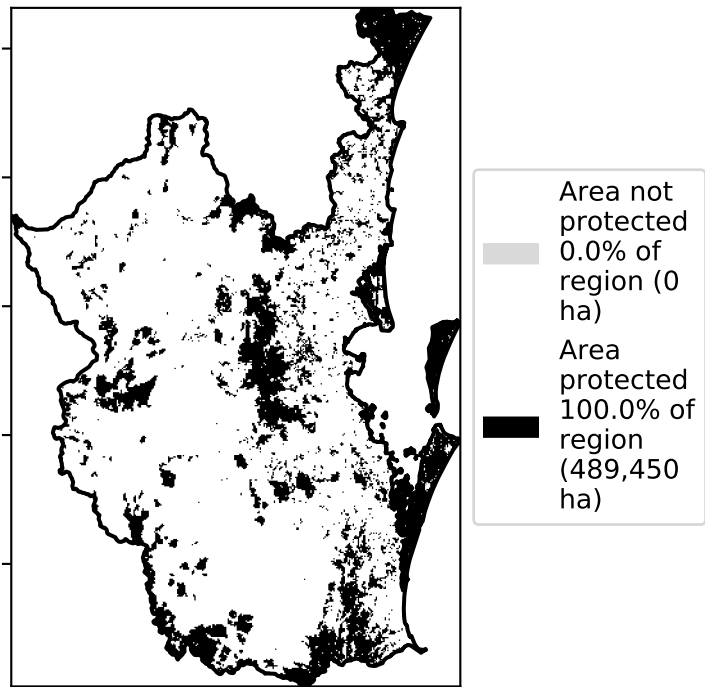 Area not
protected
0.0% of
region (0
ha)
Area
protected
100.0% of
region
(489,450
ha)